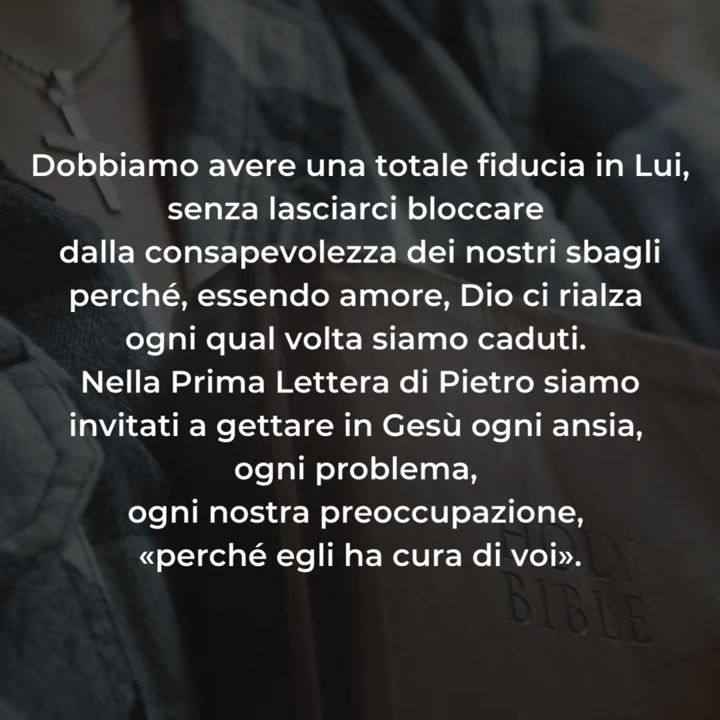 Dobbiamo avere una totale fiducia in Lui,
senza lasciarci bloccare
dalla consapevolezza dei nostri sbagli
perché, essendo amore, Dio ci rialza
ogni qual volta siamo caduti.
Nella Prima Lettera di Pietro siamo
invitati a gettare in Gesù ogni ansia,
ogni problema,
ogni nostra preoccupazione,
«perché egli ha cura di voi».
HOLY
BIBLE